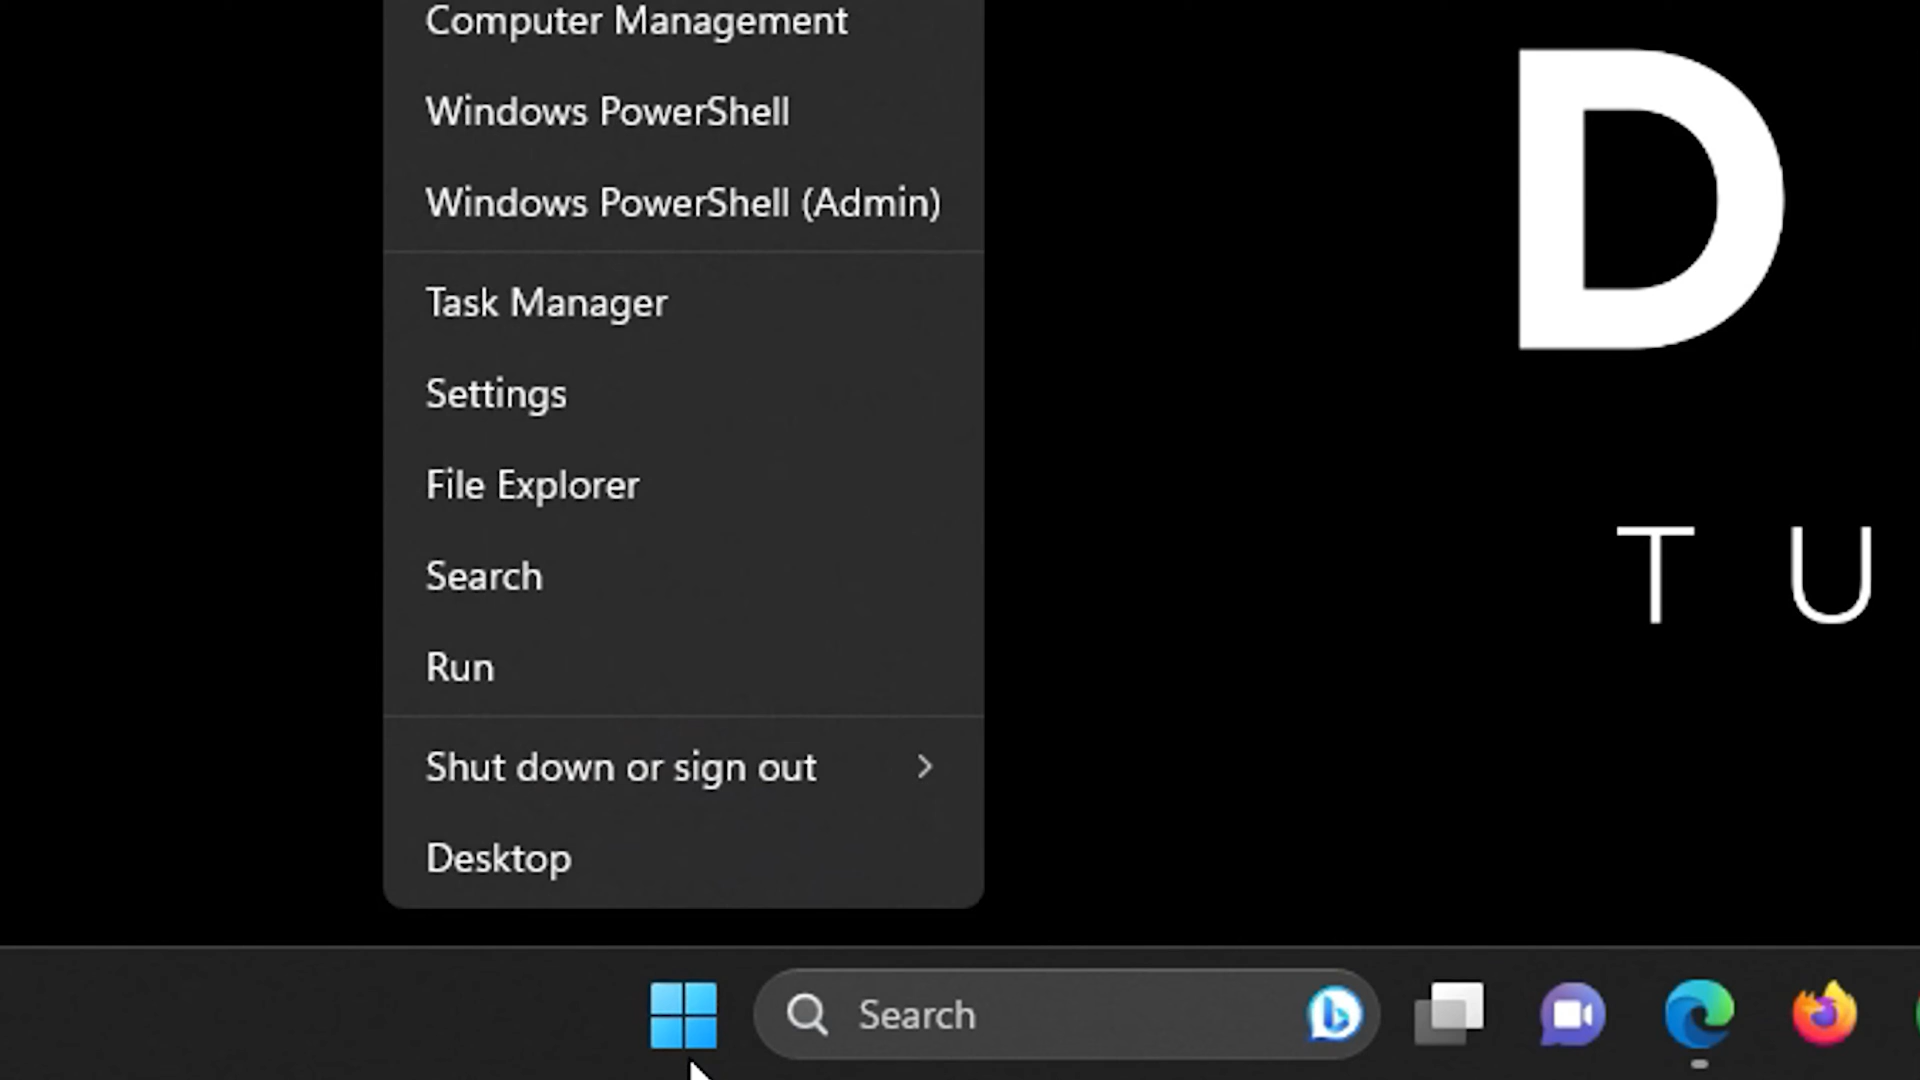 Computer Management
Windows PowerShell
Windows PowerShell (Admin)
Task Manager
Settings
File Explorer
Search
Run
Shut down or sign out
Desktop
D
T U
Search